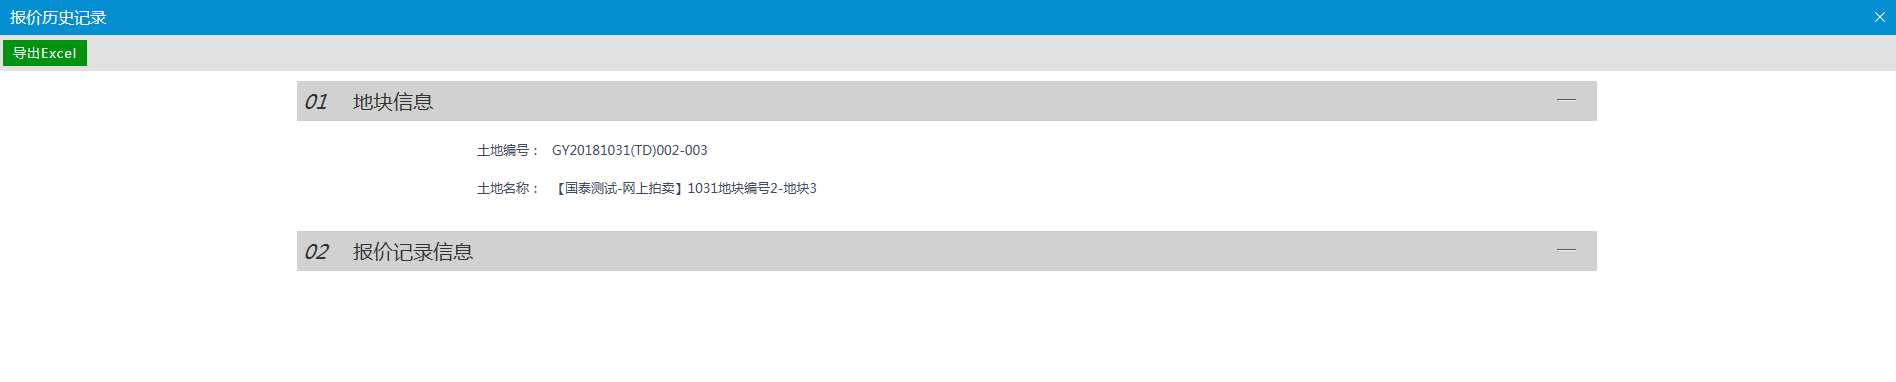 报价历史记录
导出Excel
01 地块信息
土地编号： GY20181031(TD)002-003
土地名称： 【国泰测试-网上拍卖】1031地块编号2-地块3
02 报价记录信息